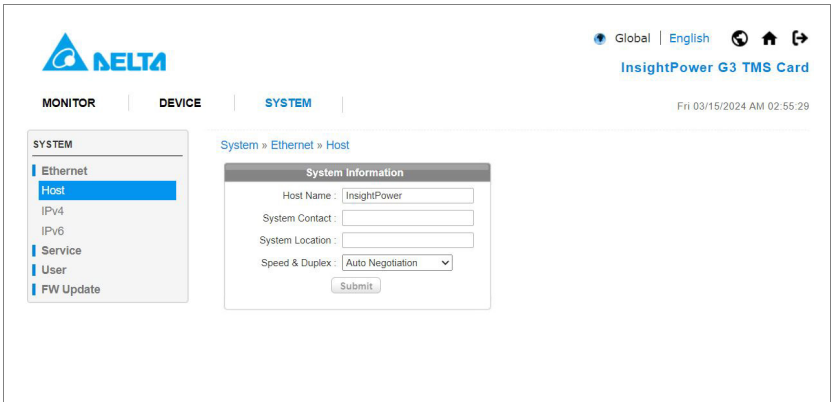 Global | English
DELTA
InsightPower G3 TMS Card
MONITOR DEVICE SYSTEM
Fri 03/15/2024 AM 02:55:29
SYSTEM
Ethernet
Host
IPv4
IPv6
Service
User
FW Update
System » Ethernet » Host
System Information
Host Name : InsightPower
System Contact :
System Location :
Speed & Duplex : Auto Negotiation
Submit